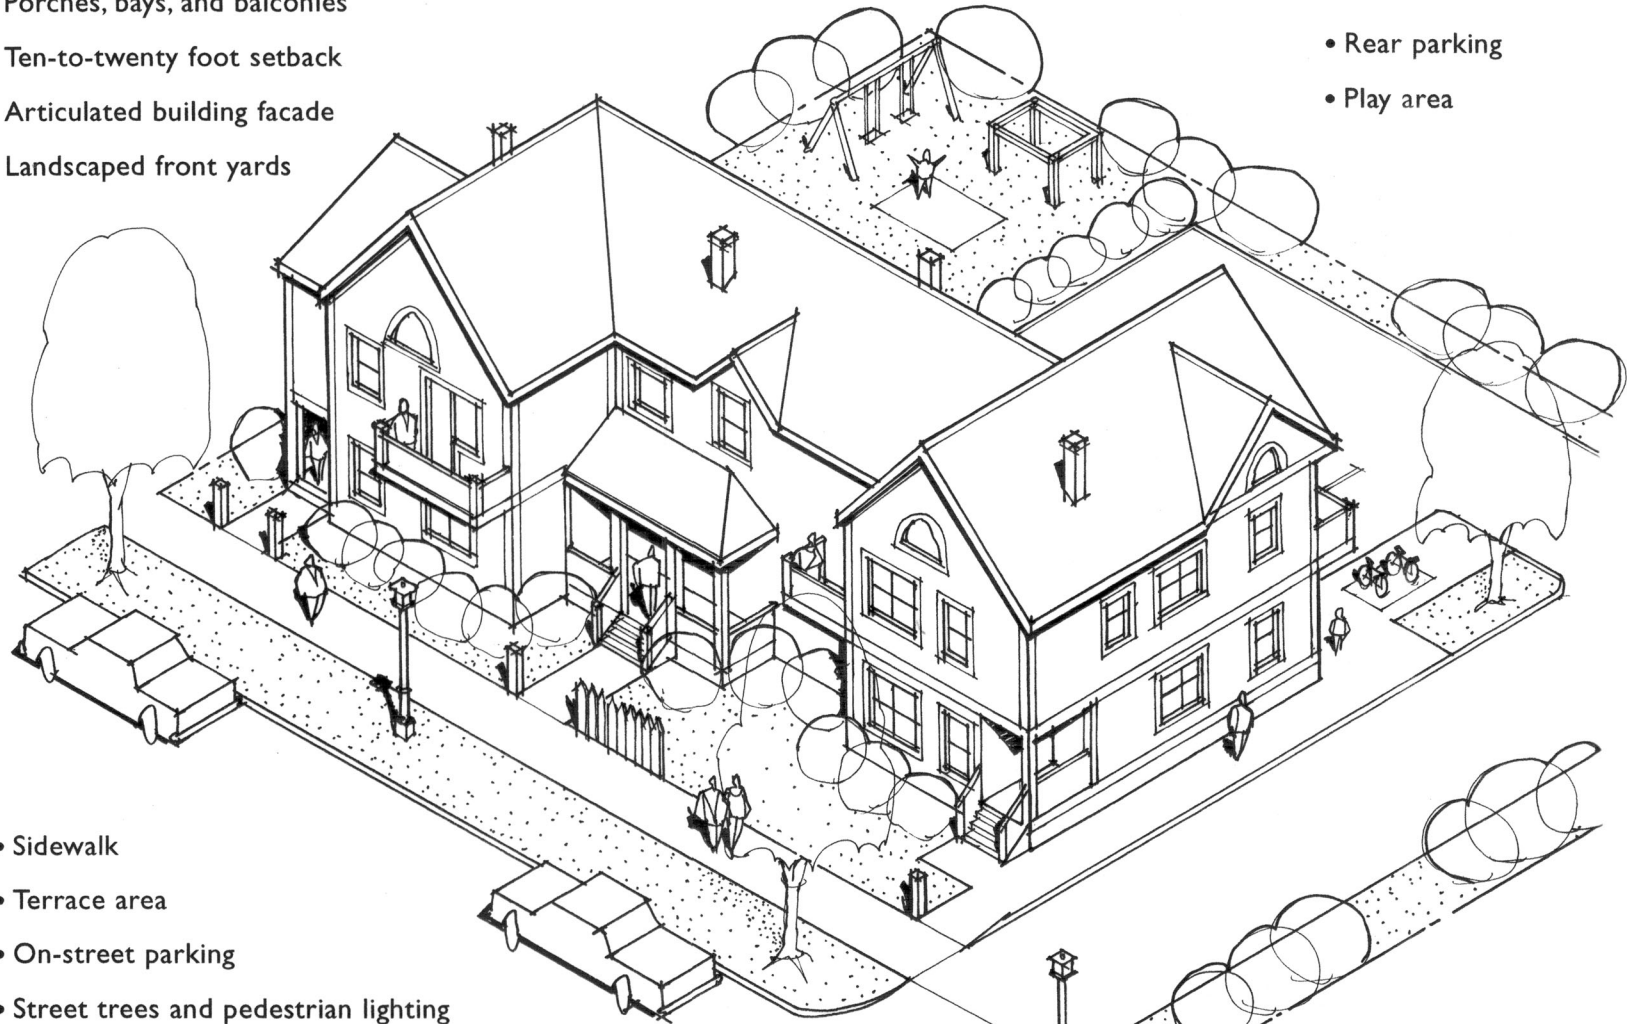 Porches, bays, and balconies
Ten-to-twenty foot setback
Articulated building facade
Landscaped front yards
• Rear parking
• Play area
• Sidewalk
• Terrace area
• On-street parking
• Street trees and pedestrian lighting